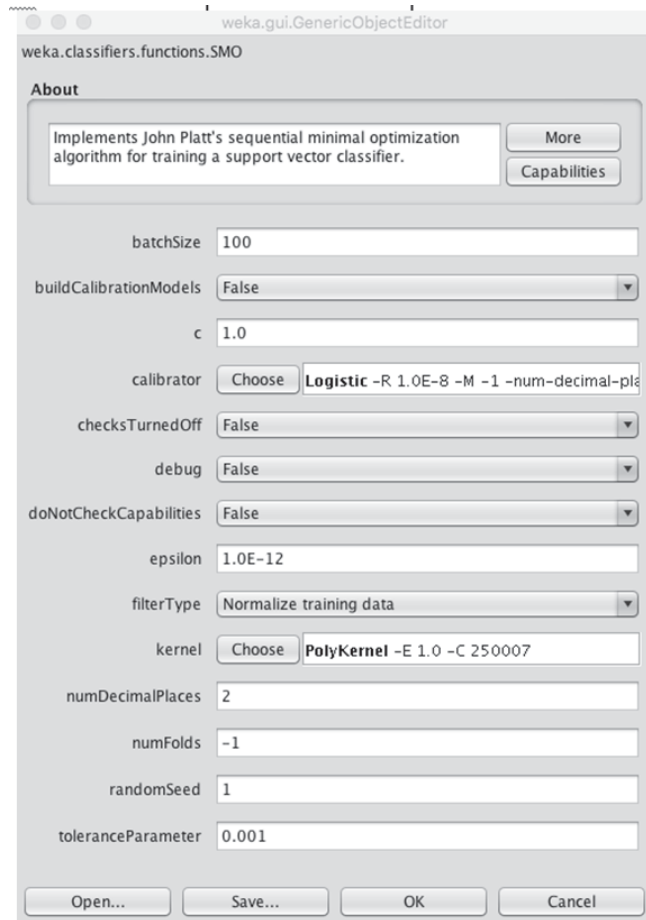 weka.gui.GenericObjectEditor
weka.classifiers.functions.SMO
About
Implements John Platt's sequential minimal optimization
algorithm for training a support vector classifier.
More
Capabilities
batchSize 100
buildCalibrationModels False
c 1.0
calibrator Choose Logistic -R 1.0E-8 -M -1 -num-decimal-pla
checksTurnedOff False
debug False
doNotCheckCapabilities False
epsilon 1.0E-12
filterType Normalize training data
kernel Choose PolyKernel -E 1.0 -C 250007
numDecimalPlaces 2
numFolds -1
randomSeed 1
toleranceParameter 0.001
Open... Save... OK Cancel